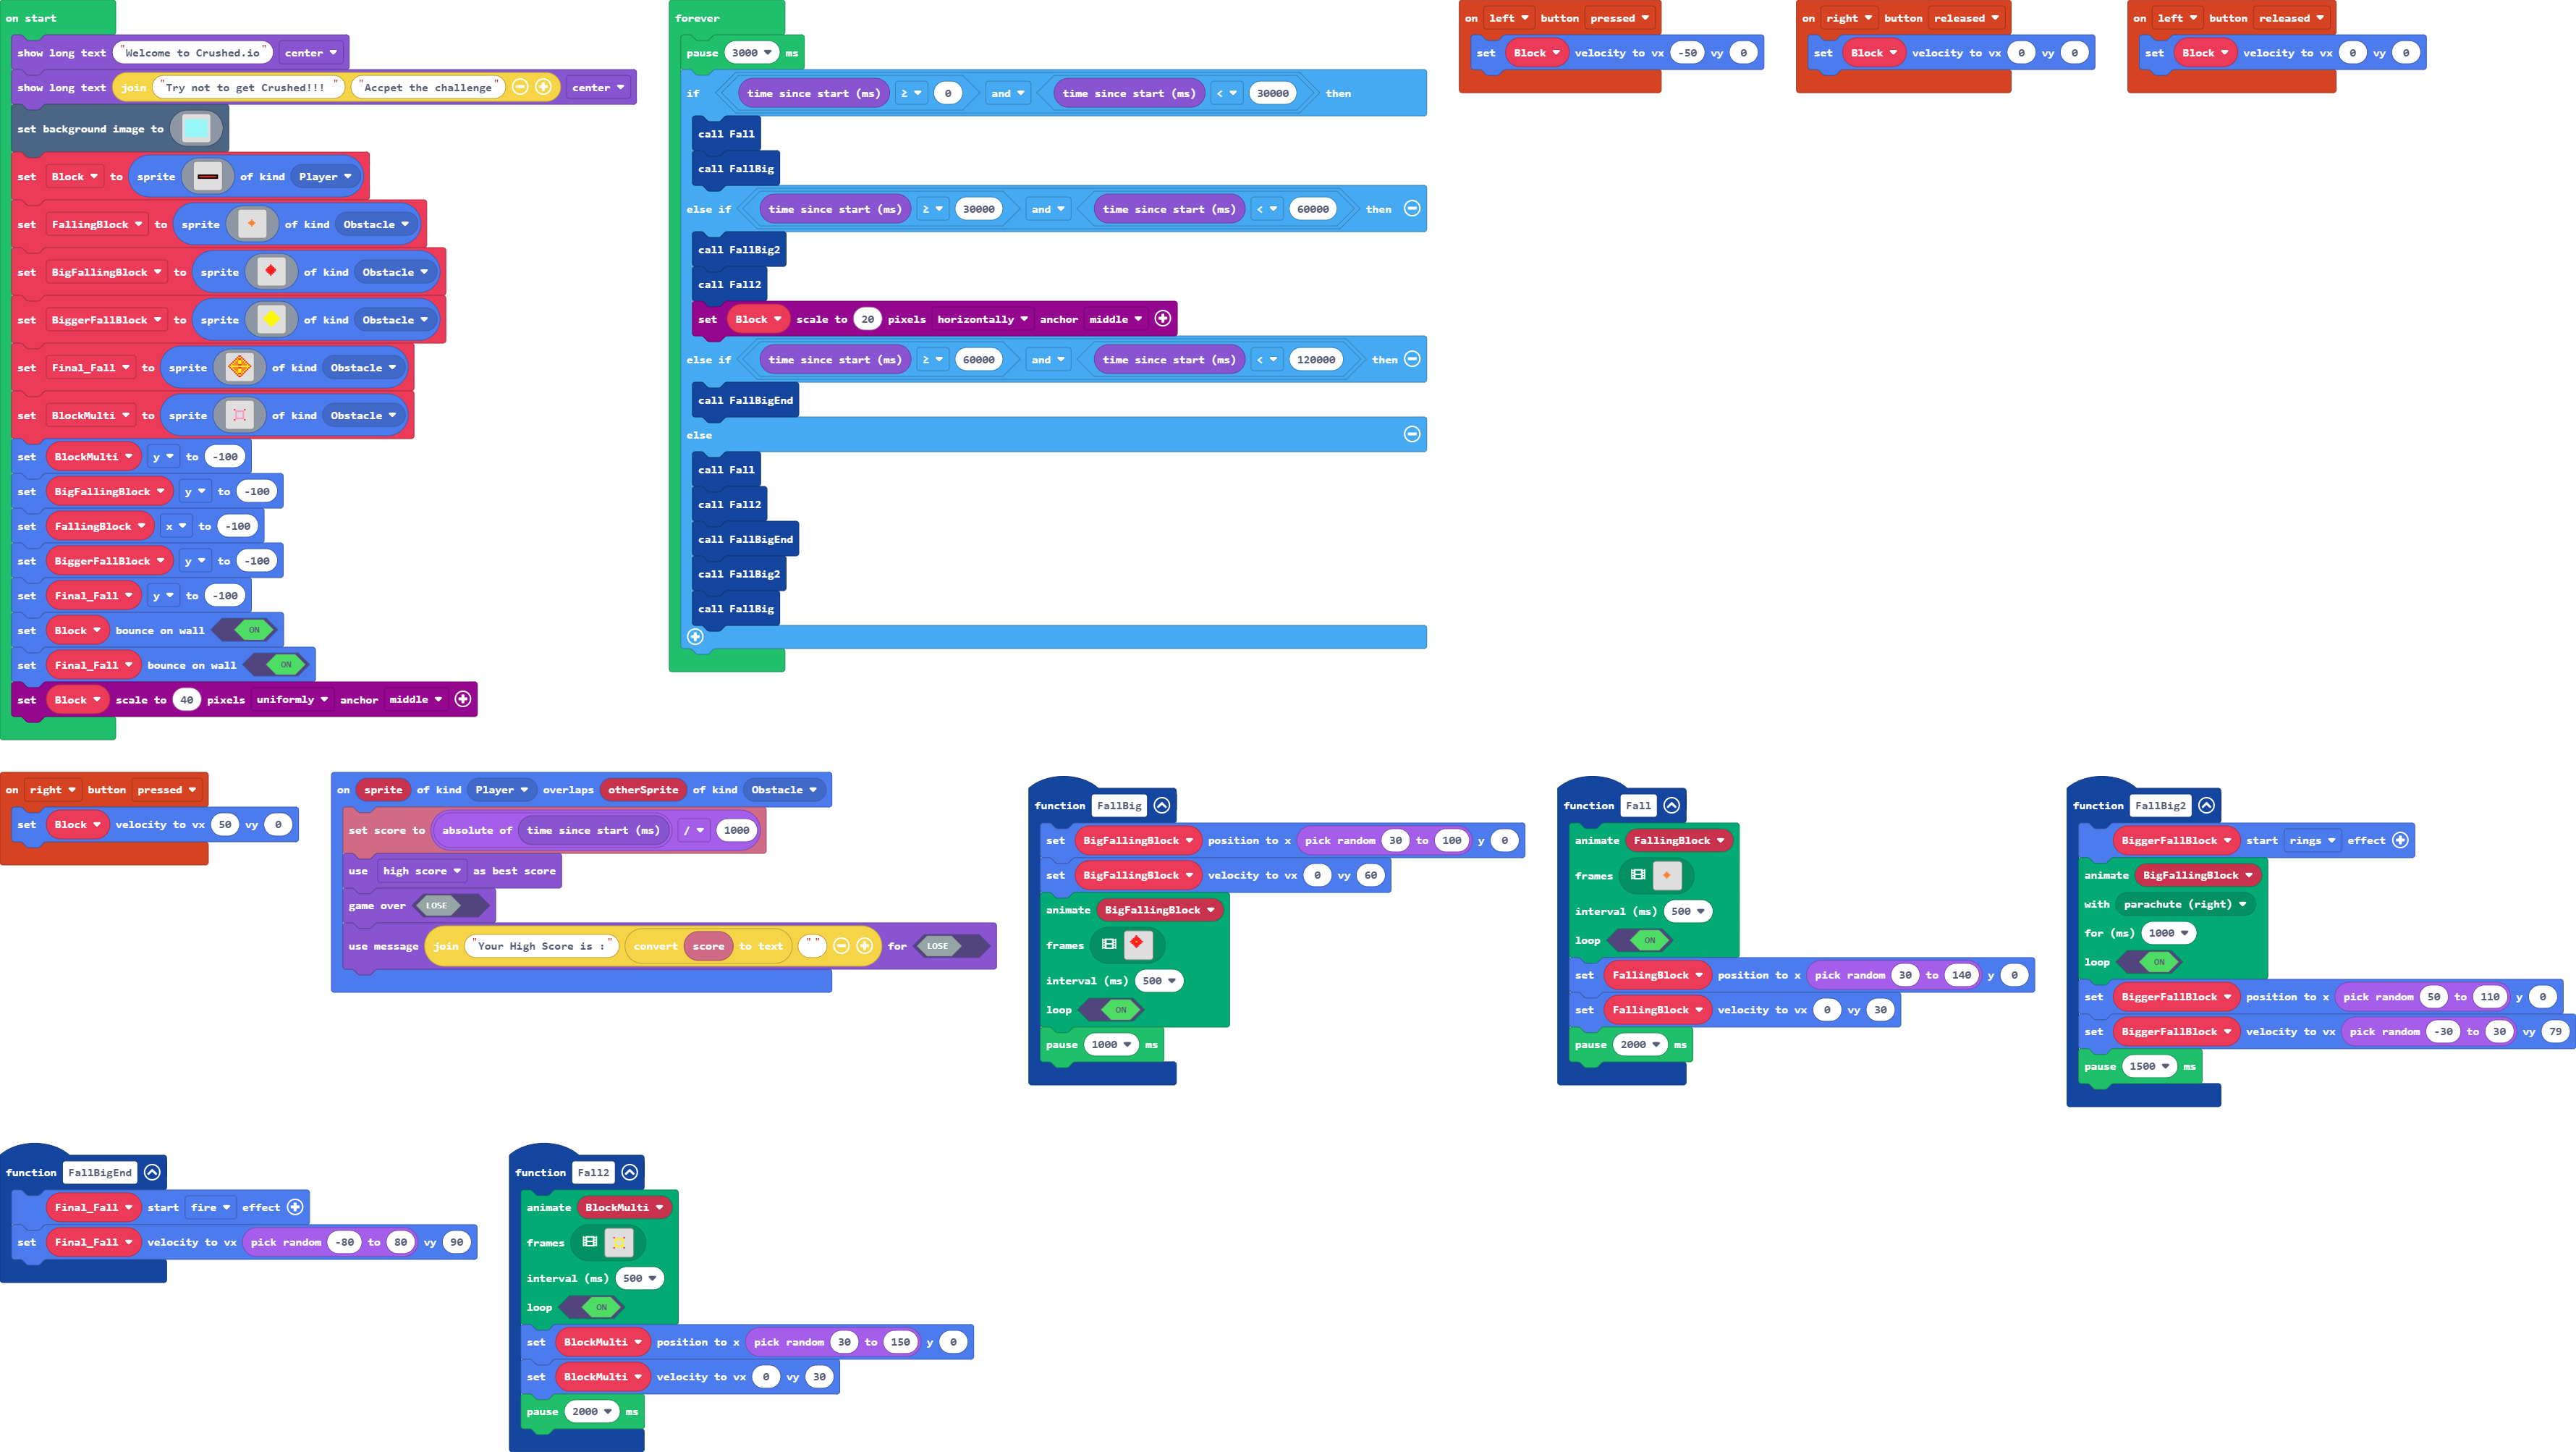 on start
show long text "Welcome to Crushed.io" center
show long text join "Try not to get Crushed!!! " "Accpet the challenge" center
set background image to
set Block to sprite of kind Player
set FallingBlock to sprite of kind Obstacle
set BigFallingBlock to sprite of kind Obstacle
set BiggerFallBlock to sprite of kind Obstacle
set Final_Fall to sprite of kind Obstacle
set BlockMulti to sprite of kind Obstacle
set BlockMulti y to -100
set BigFallingBlock y to -100
set FallingBlock x to -100
set BiggerFallBlock y to -100
set Final_Fall y to -100
set Block bounce on wall ON
set Final_Fall bounce on wall ON
set Block scale to 40 pixels uniformly anchor middle
forever
pause 3000 ms
if time since start (ms) ≥ 0 and time since start (ms) < 30000 then
call Fall
call FallBig
else if time since start (ms) ≥ 30000 and time since start (ms) < 60000 then
call FallBig2
call Fall2
set Block scale to 20 pixels horizontally anchor middle
else if time since start (ms) ≥ 60000 and time since start (ms) < 120000 then
call FallBigEnd
else
call Fall
call Fall2
call FallBigEnd
call FallBig2
call FallBig
on left button pressed
set Block velocity to vx -50 vy 0
on right button released
set Block velocity to vx 0 vy 0
on left button released
set Block velocity to vx 0 vy 0
on right button pressed
set Block velocity to vx 50 vy 0
on sprite of kind Player overlaps otherSprite of kind Obstacle
set score to absolute of time since start (ms) / 1000
use high score as best score
game over LOSE
use message join "Your High Score is :" convert score to text "" for LOSE
function FallBig
set BigFallingBlock position to x pick random 30 to 100 y 0
set BigFallingBlock velocity to vx 0 vy 60
animate BigFallingBlock
frames
interval (ms) 500
loop ON
pause 1000 ms
function Fall
animate FallingBlock
frames
interval (ms) 500
loop ON
set FallingBlock position to x pick random 30 to 140 y 0
set FallingBlock velocity to vx 0 vy 30
pause 2000 ms
function FallBig2
BiggerFallBlock start rings effect
animate BigFallingBlock
with parachute (right)
for (ms) 1000
loop ON
set BiggerFallBlock position to x pick random 50 to 110 y 0
set BiggerFallBlock velocity to vx pick random -30 to 30 vy 79
pause 1500 ms
function FallBigEnd
Final_Fall start fire effect
set Final_Fall velocity to vx pick random -80 to 80 vy 90
function Fall2
animate BlockMulti
frames
interval (ms) 500
loop ON
set BlockMulti position to x pick random 30 to 150 y 0
set BlockMulti velocity to vx 0 vy 30
pause 2000 ms